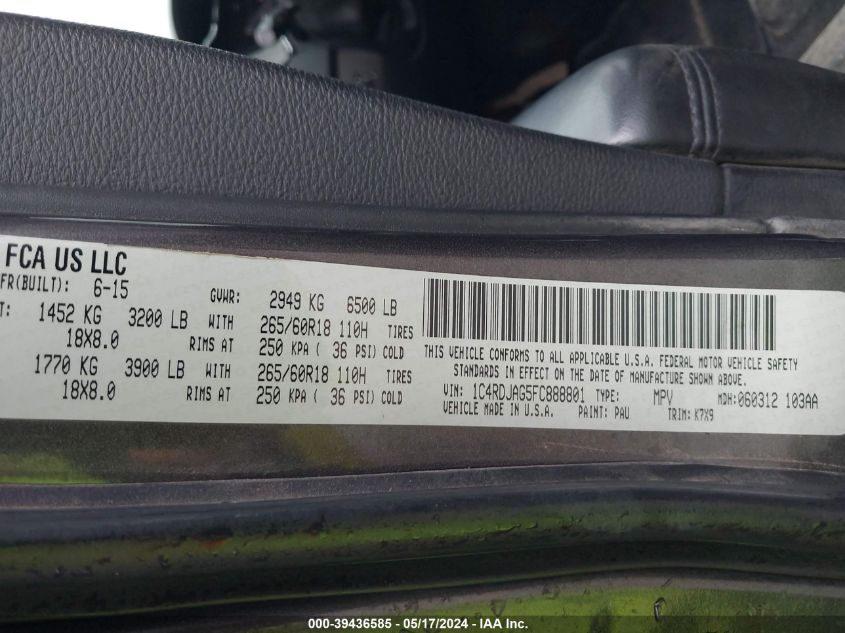 FCA US LLC
FR(BUILT): 6-15 GVWR: 2949 KG 6500 LB
T: 1452 KG 3200 LB WITH 265/60R18 110H TIRES
18X8.0 RIMS AT 250 KPA ( 36 PSI) COLD
1770 KG 3900 LB WITH 265/60R18 110H TIRES
18X8.0 RIMS AT 250 KPA ( 36 PSI) COLD
THIS VEHICLE CONFORMS TO ALL APPLICABLE U.S.A. FEDERAL MOTOR VEHICLE SAFETY
STANDARDS IN EFFECT ON THE DATE OF MANUFACTURE SHOWN ABOVE.
VIN: 1C4RDJAG5FC888801 TYPE: MPV MDH:060312 103AA
VEHICLE MADE IN U.S.A. PAINT: PAU TRIM: K7X9
000-39436585 - 05/17/2024 - IAA Inc.